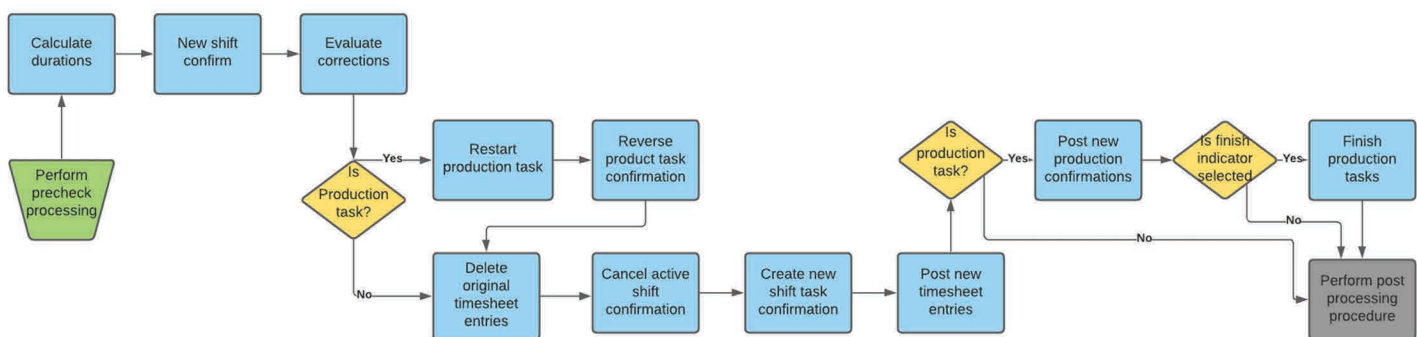 Calculate
durations
New shift
confirm
Evaluate
corrections
Perform
precheck
processing
Is
Production
task?
Yes
No
Restart
production task
Reverse
product task
confirmation
Delete
original
timesheet
entries
Cancel active
shift
confirmation
Create new
shift task
confirmation
Post new
timesheet
entries
Is
production
task?
Yes
No
Post new
production
confirmations
Is finish
indicator
selected
Yes
No
Finish
production
tasks
Perform post
processing
procedure